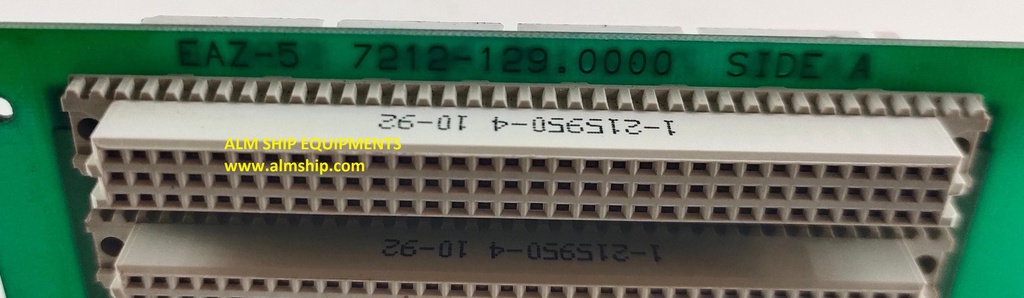 EAZ-5 7212-129.0000 SIDE A
1-215950-4 10-92
ALM SHIP EQUIPMENTS
www.almship.com
1-215950-4 10-92